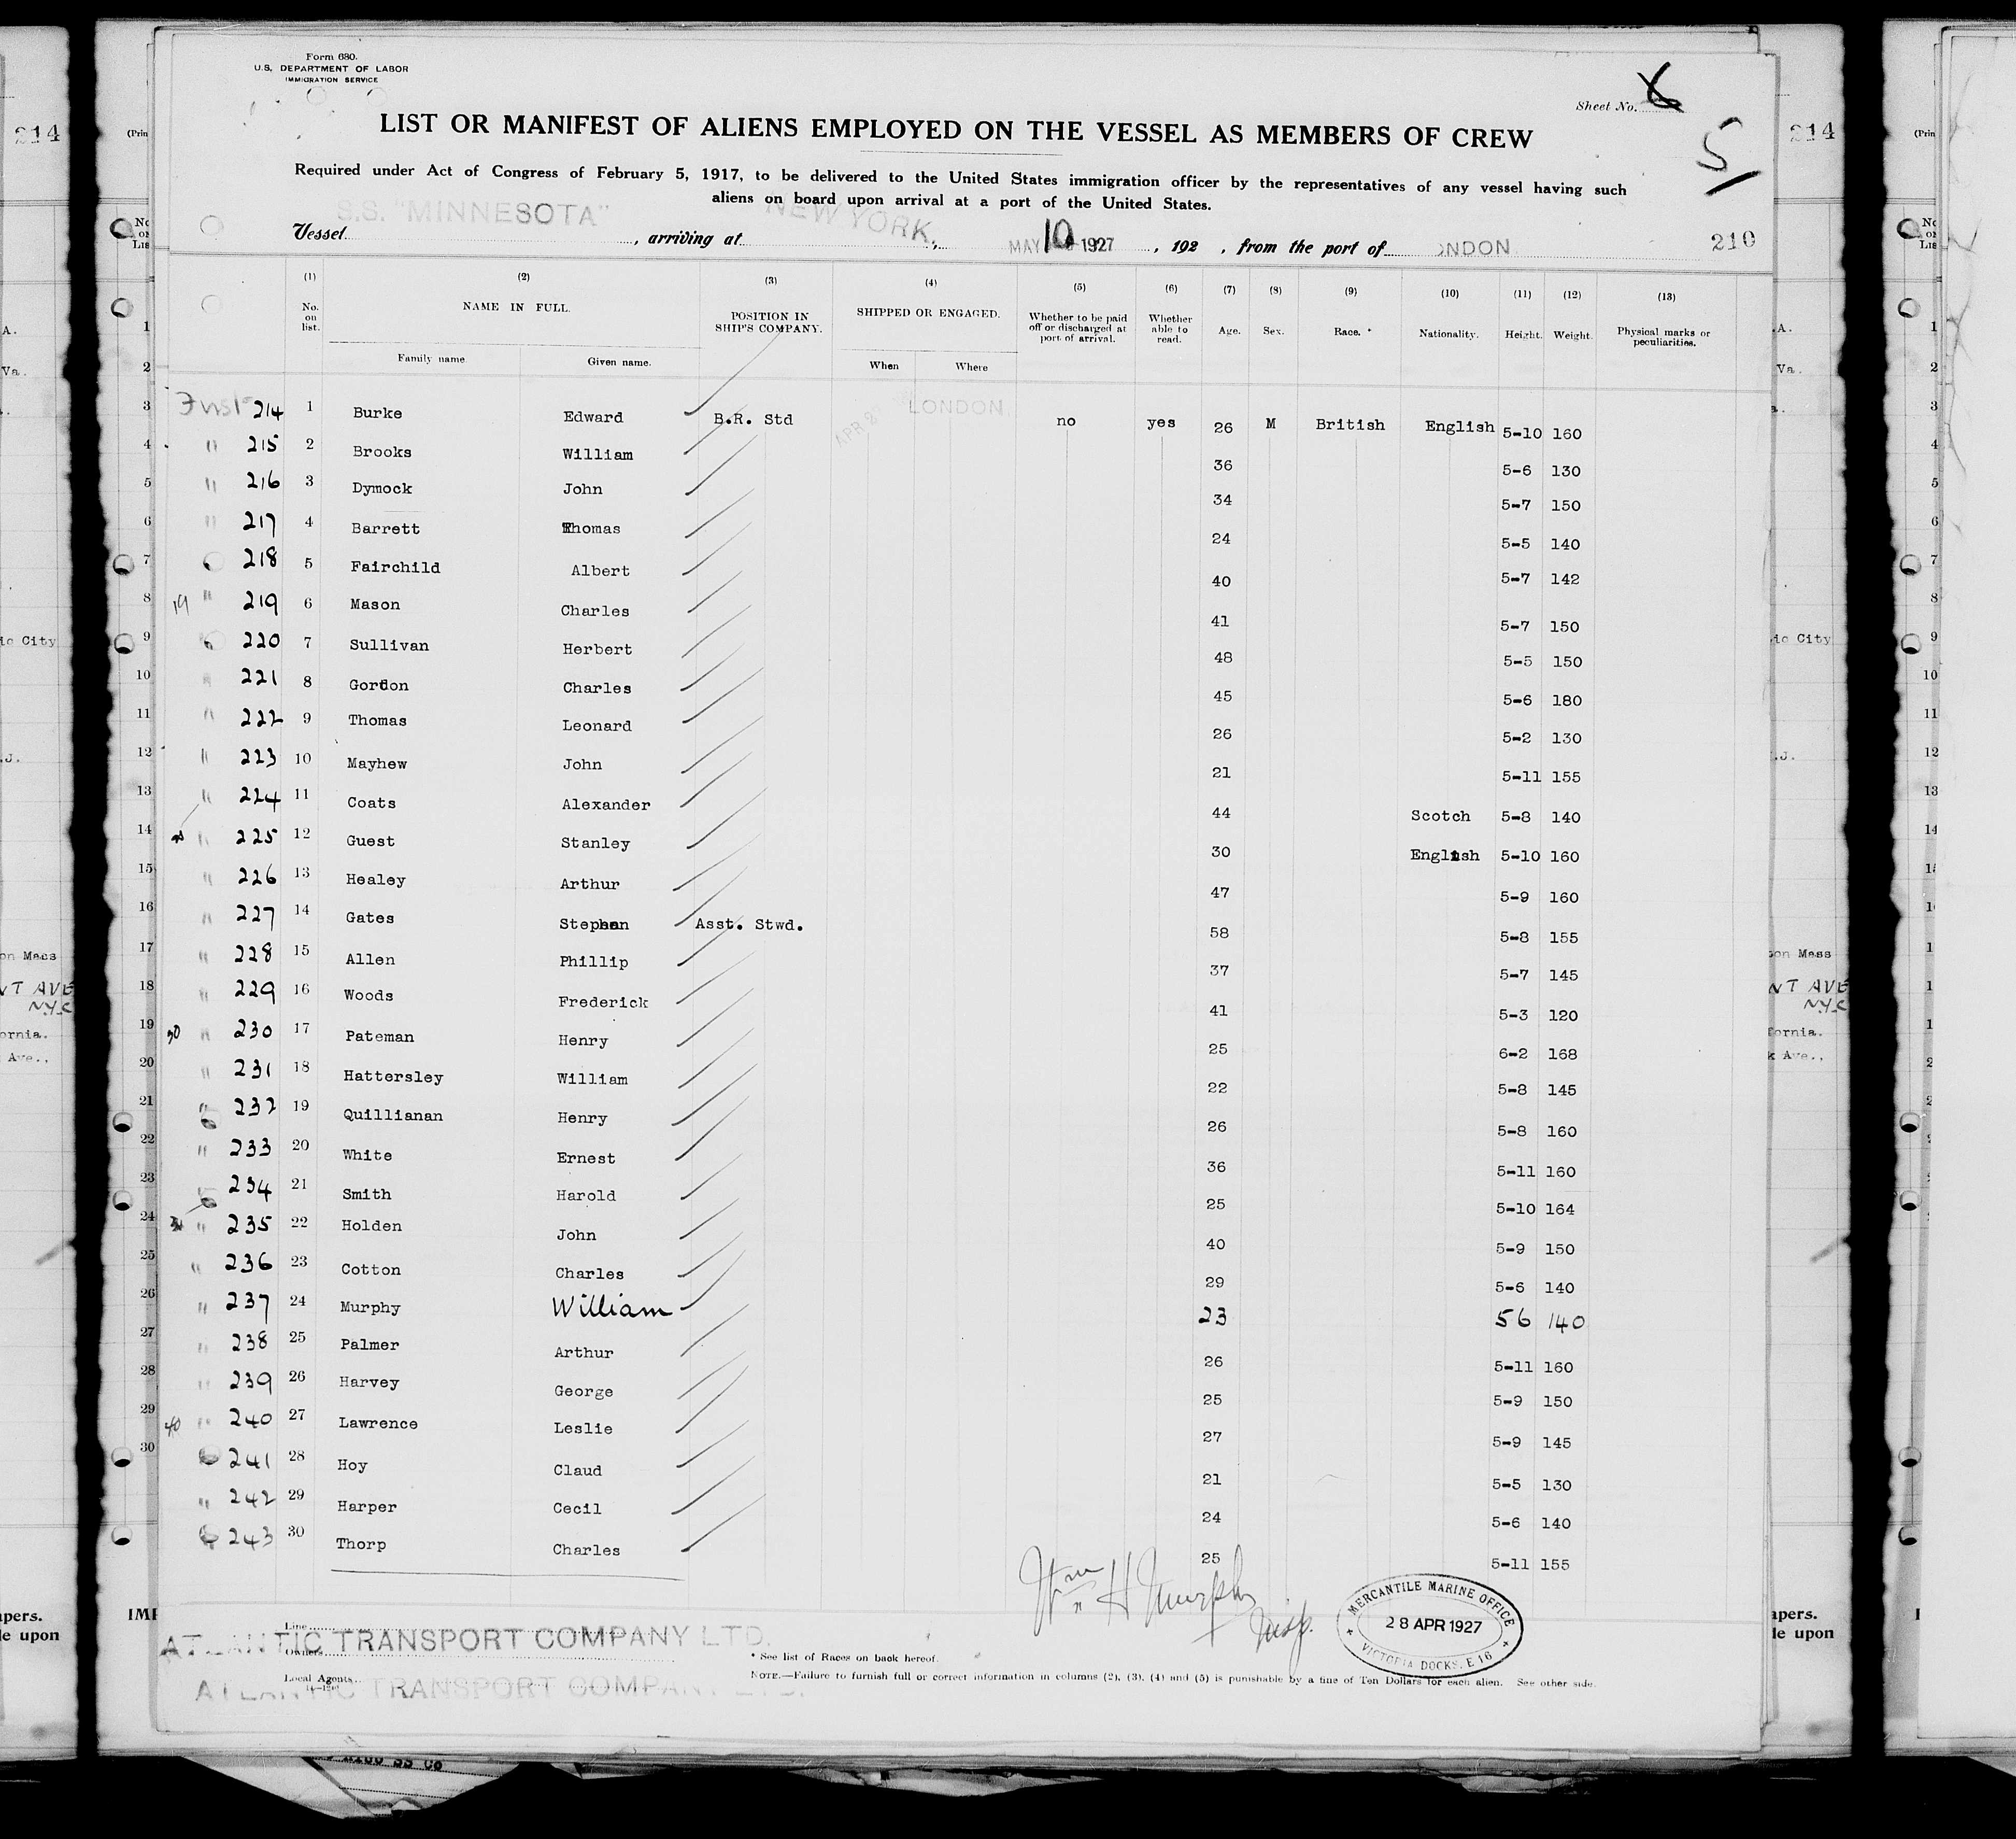 Form 680.
U.S. DEPARTMENT OF LABOR
IMMIGRATION SERVICE
Sheet No. 6
5
LIST OR MANIFEST OF ALIENS EMPLOYED ON THE VESSEL AS MEMBERS OF CREW
Required under Act of Congress of February 5, 1917, to be delivered to the United States immigration officer by the representatives of any vessel having such
aliens on board upon arrival at a port of the United States.
Vessel S.S. "MINNESOTA", arriving at NEW YORK, MAY 10 1927, 192 , from the port of ONDON 210
(1) (2) (3) (4) (5) (6) (7) (8) (9) (10) (11) (12) (13)
No. on list. NAME IN FULL. Family name. Given name. POSITION IN SHIP'S COMPANY. SHIPPED OR ENGAGED. When Where Whether to be paid off or discharged at port of arrival. Whether able to read. Age. Sex. Race. * Nationality. Height. Weight. Physical marks or peculiarities.
214 1 Burke Edward B.R. Std APR 2 LONDON no yes 26 M British English 5-10 160
" 215 2 Brooks William 36 5-6 130
" 216 3 Dymock John 34 5-7 150
" 217 4 Barrett Thomas 24 5-5 140
218 5 Fairchild Albert 40 5-7 142
19 " 219 6 Mason Charles 41 5-7 150
220 7 Sullivan Herbert 48 5-5 150
" 221 8 Gordon Charles 45 5-6 180
" 222 9 Thomas Leonard 26 5-2 130
" 223 10 Mayhew John 21 5-11 155
" 224 11 Coats Alexander 44 Scotch 5-8 140
" 225 12 Guest Stanley 30 English 5-10 160
" 226 13 Healey Arthur 47 5-9 160
" 227 14 Gates Stephen Asst. Stwd. 58 5-8 155
" 228 15 Allen Phillip 37 5-7 145
" 229 16 Woods Frederick 41 5-3 120
30 " 230 17 Pateman Henry 25 6-2 168
" 231 18 Hattersley William 22 5-8 145
" 232 19 Quillianan Henry 26 5-8 160
" 233 20 White Ernest 36 5-11 160
234 21 Smith Harold 25 5-10 164
" 235 22 Holden John 40 5-9 150
" 236 23 Cotton Charles 29 5-6 140
" 237 24 Murphy William 23 56 140
" 238 25 Palmer Arthur 26 5-11 160
" 239 26 Harvey George 25 5-9 150
40 " 240 27 Lawrence Leslie 27 5-9 145
241 28 Hoy Claud 21 5-5 130
" 242 29 Harper Cecil 24 5-6 140
243 30 Thorp Charles 25 5-11 155
Wm H Murphy
Insp.
MERCANTILE MARINE OFFICE
28 APR 1927
VICTORIA DOCKS. E 16
Line
ATLANTIC TRANSPORT COMPANY LTD.
Owners
* See list of Races on back hereof.
Local Agents
ATLANTIC TRANSPORT COMPANY LTD.
NOTE.—Failure to furnish full or correct information in columns (2), (3), (4) and (5) is punishable by a fine of Ten Dollars for each alien. See other side.
214
214